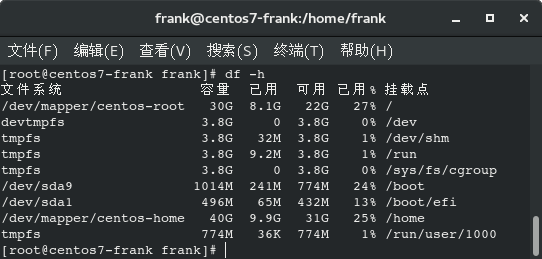 frank@centos7-frank:/home/frank
文件(F) 编辑(E) 查看(V) 搜索(S) 终端(T) 帮助(H)
[root@centos7-frank frank]# df -h
文件系统 容量 已用 可用 已用% 挂载点
/dev/mapper/centos-root 30G 8.1G 22G 27% /
devtmpfs 3.8G 0 3.8G 0% /dev
tmpfs 3.8G 32M 3.8G 1% /dev/shm
tmpfs 3.8G 9.2M 3.8G 1% /run
tmpfs 3.8G 0 3.8G 0% /sys/fs/cgroup
/dev/sda9 1014M 241M 774M 24% /boot
/dev/sda1 496M 65M 432M 13% /boot/efi
/dev/mapper/centos-home 40G 9.9G 31G 25% /home
tmpfs 774M 36K 774M 1% /run/user/1000
[root@centos7-frank frank]#